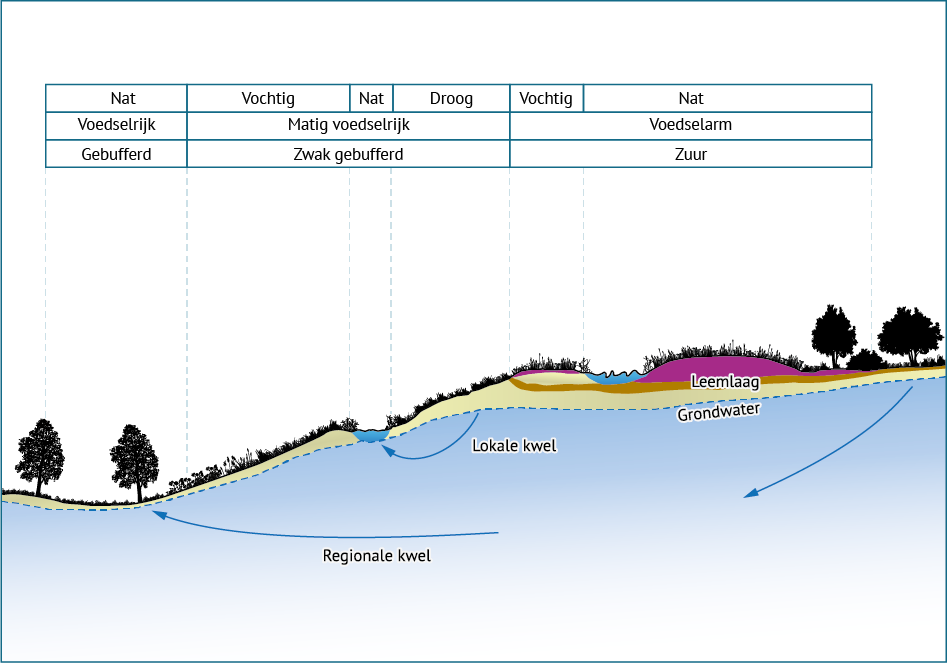 Nat Vochtig Nat Droog Vochtig Nat
Voedselrijk Matig voedselrijk Voedselarm
Gebufferd Zwak gebufferd Zuur
Leemlaag
Grondwater
Lokale kwel
Regionale kwel